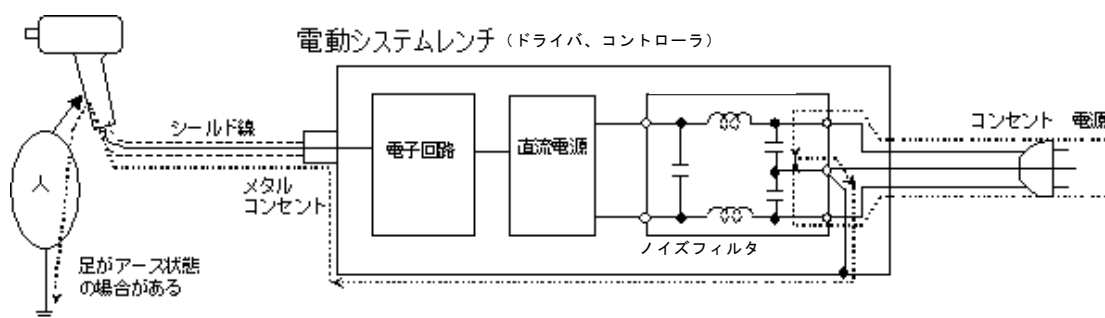 電動システムレンチ（ドライバ、コントローラ）
コンセント　電源
シールド線
電子回路
直流電源
メタル
コンセント
ノイズフィルタ
足がアース状態
の場合がある